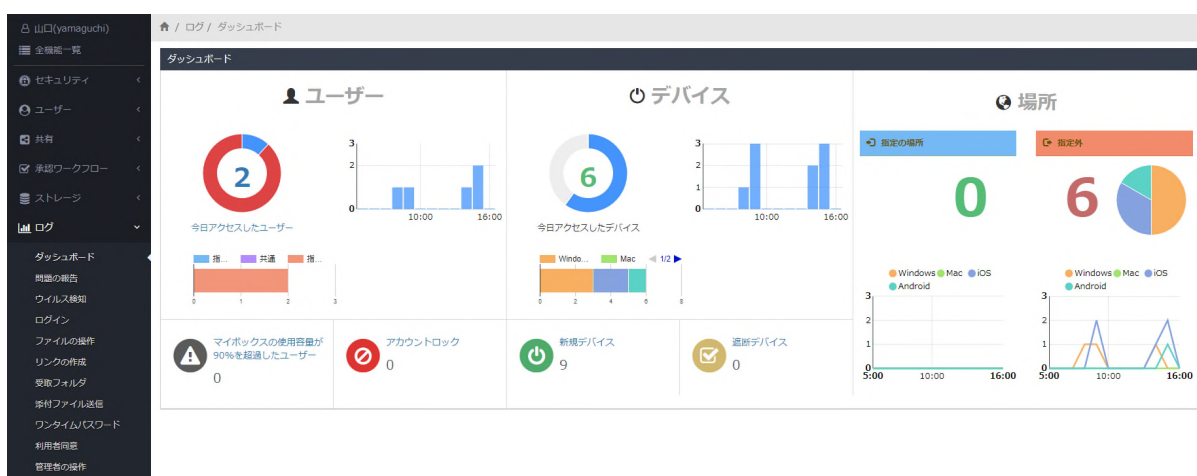 山口(yamaguchi)
全機能一覧
セキュリティ
ユーザー
共有
承認ワークフロー
ストレージ
ログ
ダッシュボード
問題の報告
ウイルス検知
ログイン
ファイルの操作
リンクの作成
受取フォルダ
添付ファイル送信
ワンタイムパスワード
利用者同意
管理者の操作
/ ログ / ダッシュボード
ダッシュボード
ユーザー
2
今日アクセスしたユーザー
3
2
1
0
10:00 16:00
指... 共通 指...
0 1 2 3
マイボックスの使用容量が
90%を超過したユーザー
0
アカウントロック
0
デバイス
6
今日アクセスしたデバイス
3
2
1
0
10:00 16:00
Windo... Mac 1/2
0 2 4 6 8
新規デバイス
9
遮断デバイス
0
場所
指定の場所
0
Windows Mac iOS
Android
3
2
1
0
5:00 10:00 16:00
指定外
6
Windows Mac iOS
Android
3
2
1
0
5:00 10:00 16:00